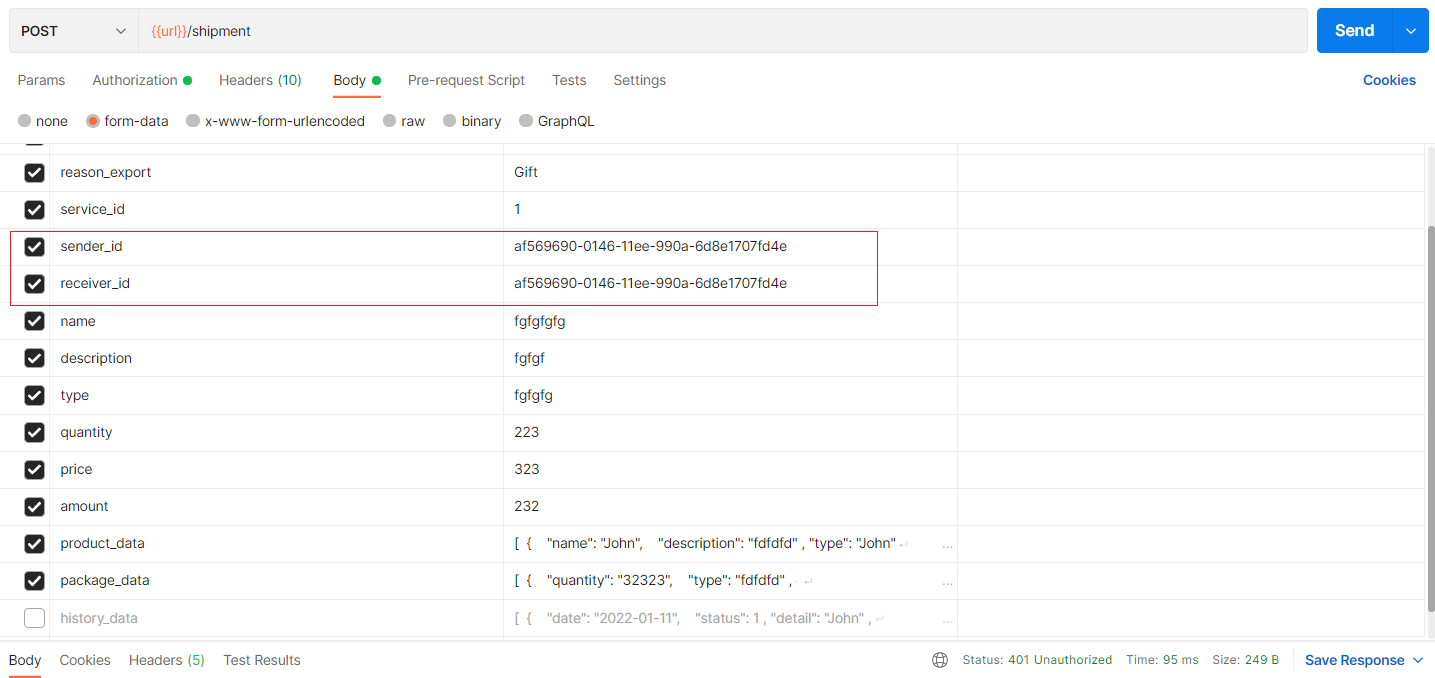 POST {{url}}/shipment Send
Params Authorization Headers (10) Body Pre-request Script Tests Settings Cookies
none form-data x-www-form-urlencoded raw binary GraphQL
reason_export Gift
service_id 1
sender_id af569690-0146-11ee-990a-6d8e1707fd4e
receiver_id af569690-0146-11ee-990a-6d8e1707fd4e
name fgfgfgfg
description fgfgf
type fgfgfg
quantity 223
price 323
amount 232
product_data [ { "name": "John", "description": "fdfdfd" , "type": "John" ↵ ...
package_data [ { "quantity": "32323", "type": "fdfdfd" , ↵ ...
history_data [ { "date": "2022-01-11", "status": 1 , "detail": "John" , ↵ ...
Body Cookies Headers (5) Test Results Status: 401 Unauthorized Time: 95 ms Size: 249 B Save Response